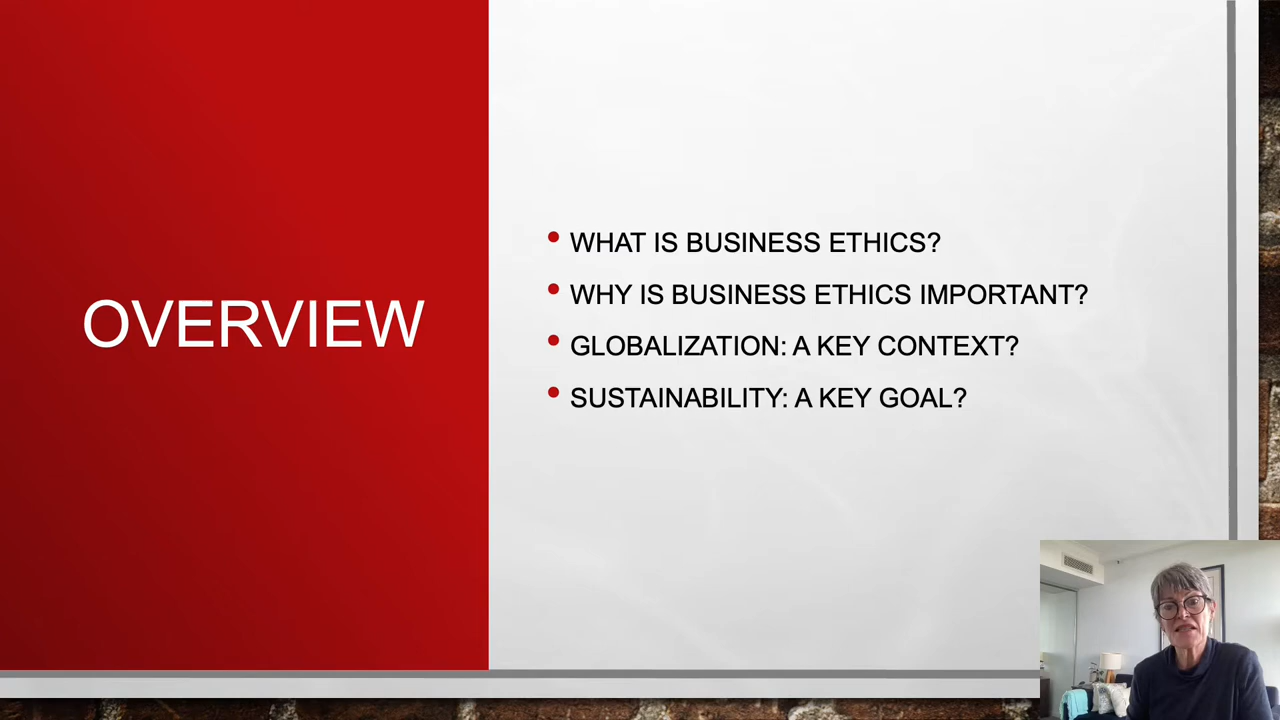 OVERVIEW
• WHAT IS BUSINESS ETHICS?
• WHY IS BUSINESS ETHICS IMPORTANT?
• GLOBALIZATION: A KEY CONTEXT?
• SUSTAINABILITY: A KEY GOAL?